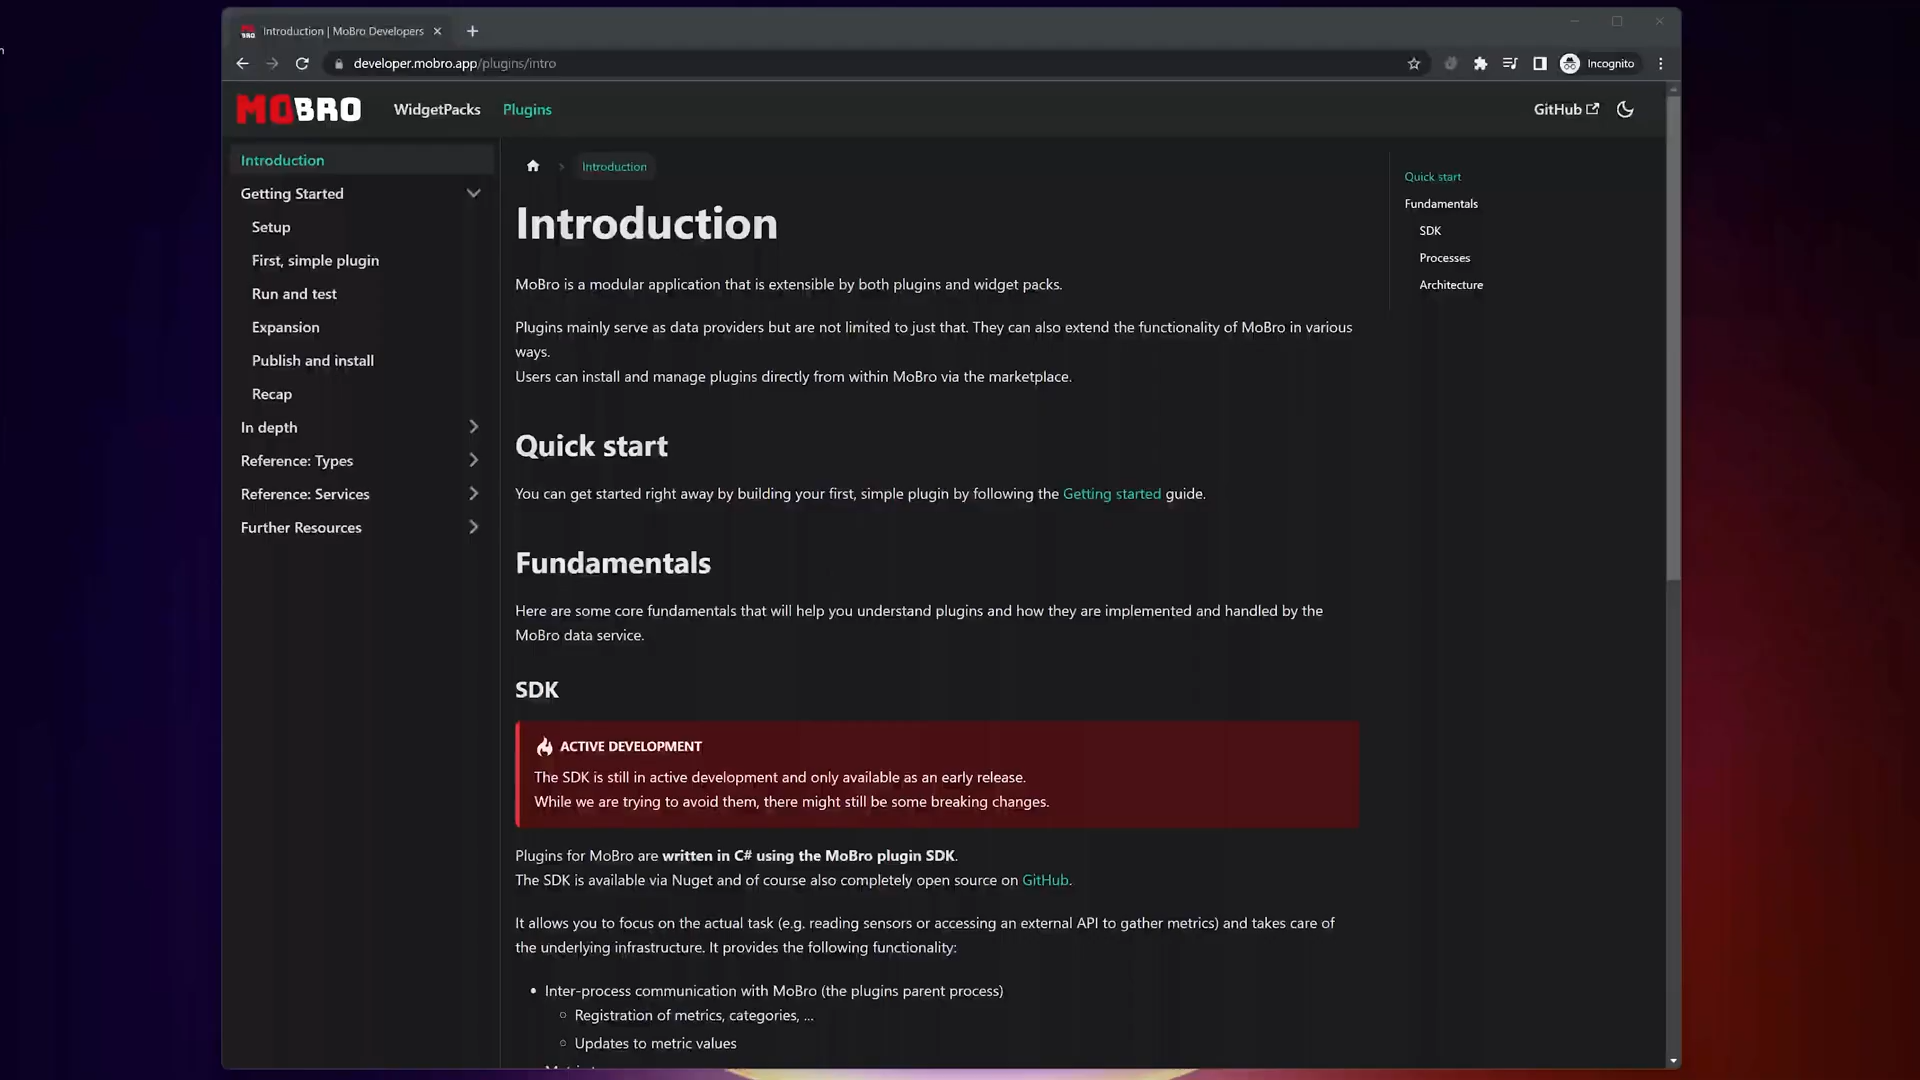 Introduction | MoBro Developers
developer.mobro.app/plugins/intro
Incognito
MOBRO
WidgetPacks
Plugins
GitHub
Introduction
Getting Started
Setup
First, simple plugin
Run and test
Expansion
Publish and install
Recap
In depth
Reference: Types
Reference: Services
Further Resources
Introduction
Introduction
MoBro is a modular application that is extensible by both plugins and widget packs.
Plugins mainly serve as data providers but are not limited to just that. They can also extend the functionality of MoBro in various
ways.
Users can install and manage plugins directly from within MoBro via the marketplace.
Quick start
You can get started right away by building your first, simple plugin by following the Getting started guide.
Fundamentals
Here are some core fundamentals that will help you understand plugins and how they are implemented and handled by the
MoBro data service.
SDK
ACTIVE DEVELOPMENT
The SDK is still in active development and only available as an early release.
While we are trying to avoid them, there might still be some breaking changes.
Plugins for MoBro are written in C# using the MoBro plugin SDK.
The SDK is available via Nuget and of course also completely open source on GitHub.
It allows you to focus on the actual task (e.g. reading sensors or accessing an external API to gather metrics) and takes care of
the underlying infrastructure. It provides the following functionality:
Inter-process communication with MoBro (the plugins parent process)
Registration of metrics, categories, ...
Updates to metric values
Quick start
Fundamentals
SDK
Processes
Architecture